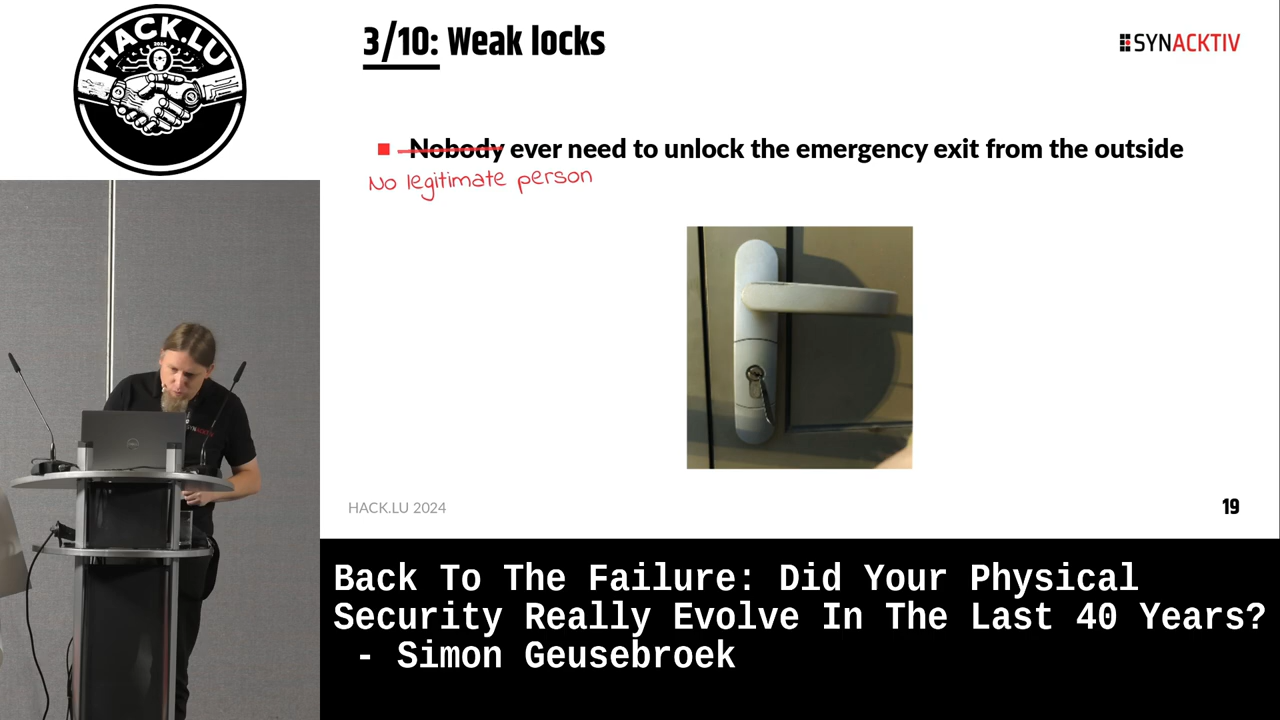 HACK.LU
2024
3/10: Weak locks
SYNACKTIV
Nobody ever need to unlock the emergency exit from the outside
No legitimate person
HACK.LU 2024
19
SYNACKTIV
Back To The Failure: Did Your Physical
Security Really Evolve In The Last 40 Years?
- Simon Geusebroek